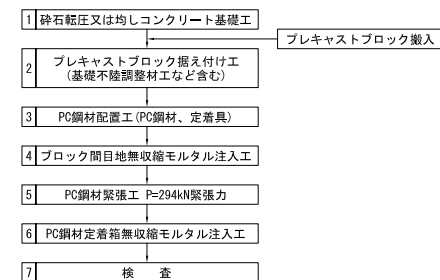 1 砕石転圧又は均しコンクリート基礎工
プレキャストブロック搬入
2 プレキャストブロック据え付け工
(基礎不陸調整材工など含む)
3 PC鋼材配置工(PC鋼材、定着具)
4 ブロック間目地無収縮モルタル注入工
5 PC鋼材緊張工 P=294kN緊張力
6 PC鋼材定着箱無収縮モルタル注入工
7 検 査